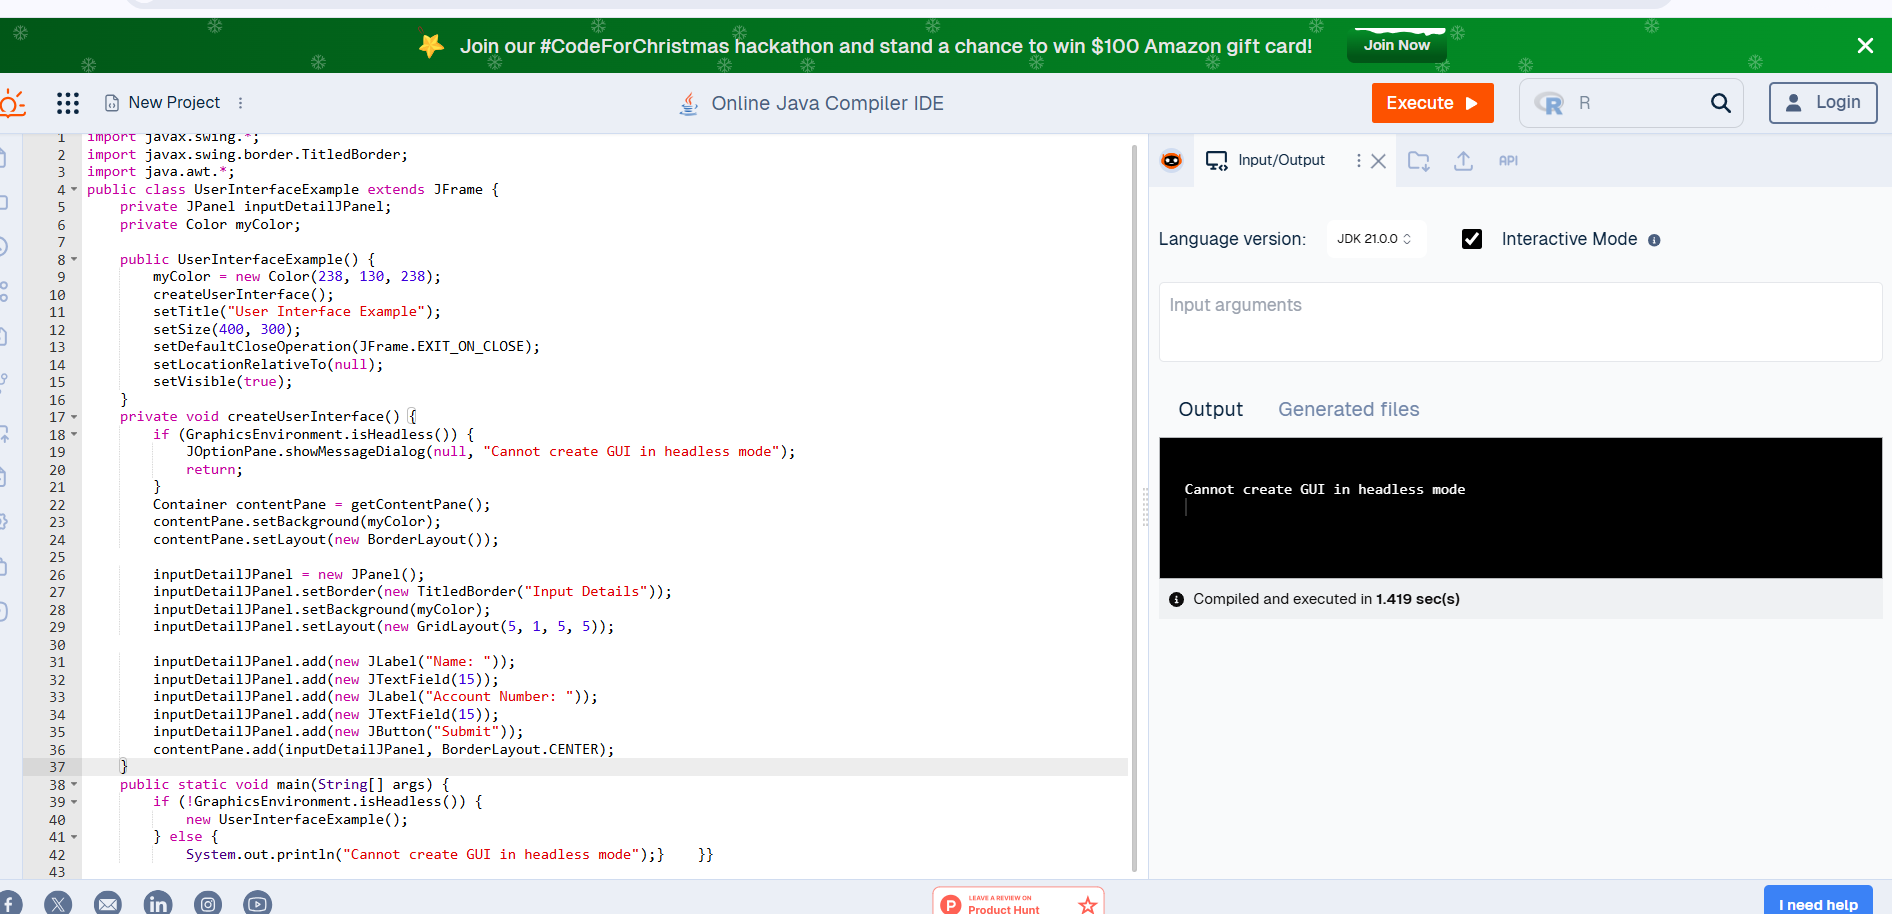 Join our #CodeForChristmas hackathon and stand a chance to win $100 Amazon gift card!
Join Now
New Project
Online Java Compiler IDE
Execute
R
Login
1 import javax.swing.*;
2 import javax.swing.border.TitledBorder;
3 import java.awt.*;
4 public class UserInterfaceExample extends JFrame {
5 private JPanel inputDetailJPanel;
6 private Color myColor;
7
8 public UserInterfaceExample() {
9 myColor = new Color(238, 130, 238);
10 createUserInterface();
11 setTitle("User Interface Example");
12 setSize(400, 300);
13 setDefaultCloseOperation(JFrame.EXIT_ON_CLOSE);
14 setLocationRelativeTo(null);
15 setVisible(true);
16 }
17 private void createUserInterface() {
18 if (GraphicsEnvironment.isHeadless()) {
19 JOptionPane.showMessageDialog(null, "Cannot create GUI in headless mode");
20 return;
21 }
22 Container contentPane = getContentPane();
23 contentPane.setBackground(myColor);
24 contentPane.setLayout(new BorderLayout());
25
26 inputDetailJPanel = new JPanel();
27 inputDetailJPanel.setBorder(new TitledBorder("Input Details"));
28 inputDetailJPanel.setBackground(myColor);
29 inputDetailJPanel.setLayout(new GridLayout(5, 1, 5, 5));
30
31 inputDetailJPanel.add(new JLabel("Name: "));
32 inputDetailJPanel.add(new JTextField(15));
33 inputDetailJPanel.add(new JLabel("Account Number: "));
34 inputDetailJPanel.add(new JTextField(15));
35 inputDetailJPanel.add(new JButton("Submit"));
36 contentPane.add(inputDetailJPanel, BorderLayout.CENTER);
37 }
38 public static void main(String[] args) {
39 if (!GraphicsEnvironment.isHeadless()) {
40 new UserInterfaceExample();
41 } else {
42 System.out.println("Cannot create GUI in headless mode");} }}
43
Input/Output
API
Language version:
JDK 21.0.0
Interactive Mode
Input arguments
Output
Generated files
Cannot create GUI in headless mode
Compiled and executed in 1.419 sec(s)
LEAVE A REVIEW ON
Product Hunt
I need help